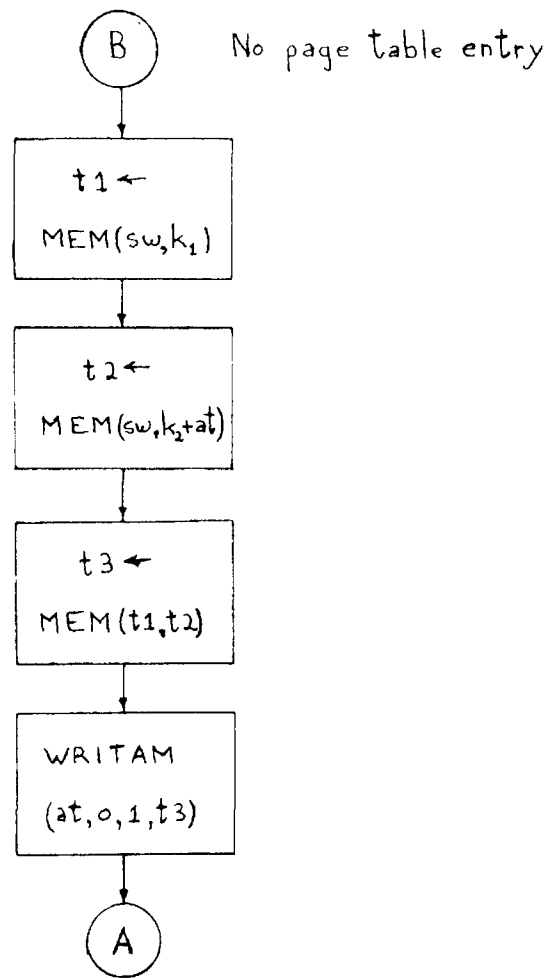 B
No page table entry
t1 ←
MEM(sw,k₁)
t2 ←
MEM(sw,k₂+at)
t3 ←
MEM(t1,t2)
WRITAM
(at,0,1,t3)
A